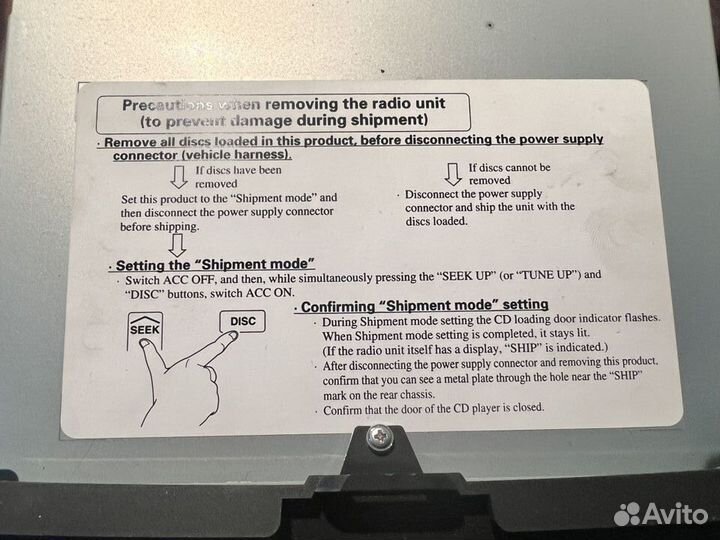 Precautions when removing the radio unit
(to prevent damage during shipment)
· Remove all discs loaded in this product, before disconnecting the power supply
connector (vehicle harness).
If discs have been
removed
If discs cannot be
removed
Set this product to the “Shipment mode” and
then disconnect the power supply connector
before shipping.
· Disconnect the power supply
connector and ship the unit with the
discs loaded.
· Setting the “Shipment mode”
· Switch ACC OFF, and then, while simultaneously pressing the “SEEK UP” (or “TUNE UP”) and
“DISC” buttons, switch ACC ON.
SEEK
DISC
· Confirming “Shipment mode” setting
· During Shipment mode setting the CD loading door indicator flashes.
When Shipment mode setting is completed, it stays lit.
(If the radio unit itself has a display, “SHIP” is indicated.)
· After disconnecting the power supply connector and removing this product,
confirm that you can see a metal plate through the hole near the “SHIP”
mark on the rear chassis.
· Confirm that the door of the CD player is closed.
Avito